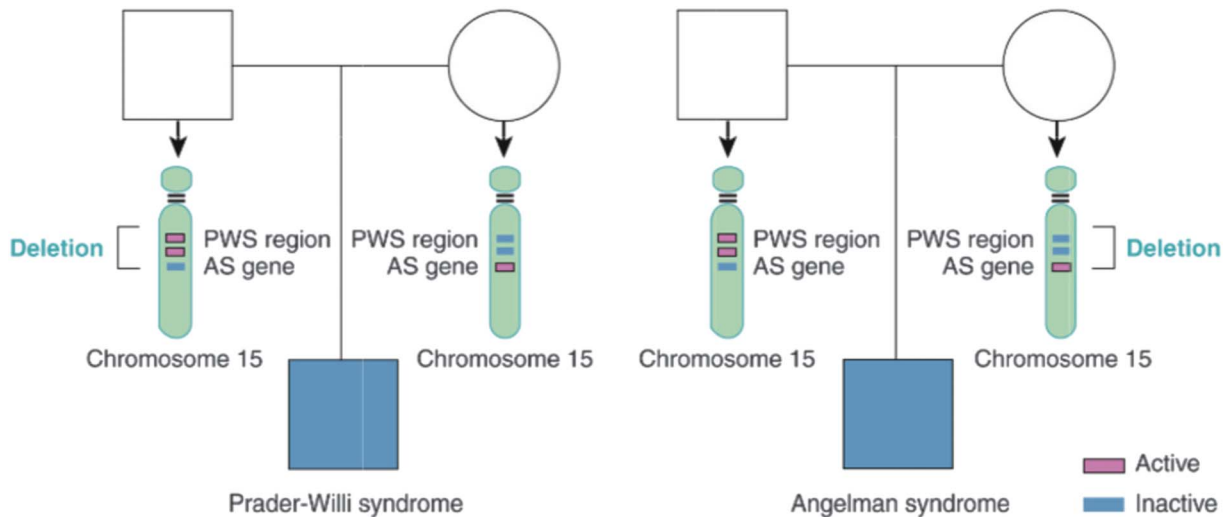 Deletion
PWS region
AS gene
Chromosome 15
PWS region
AS gene
Chromosome 15
Prader-Willi syndrome
PWS region
AS gene
Chromosome 15
PWS region
AS gene
Deletion
Chromosome 15
Angelman syndrome
Active
Inactive